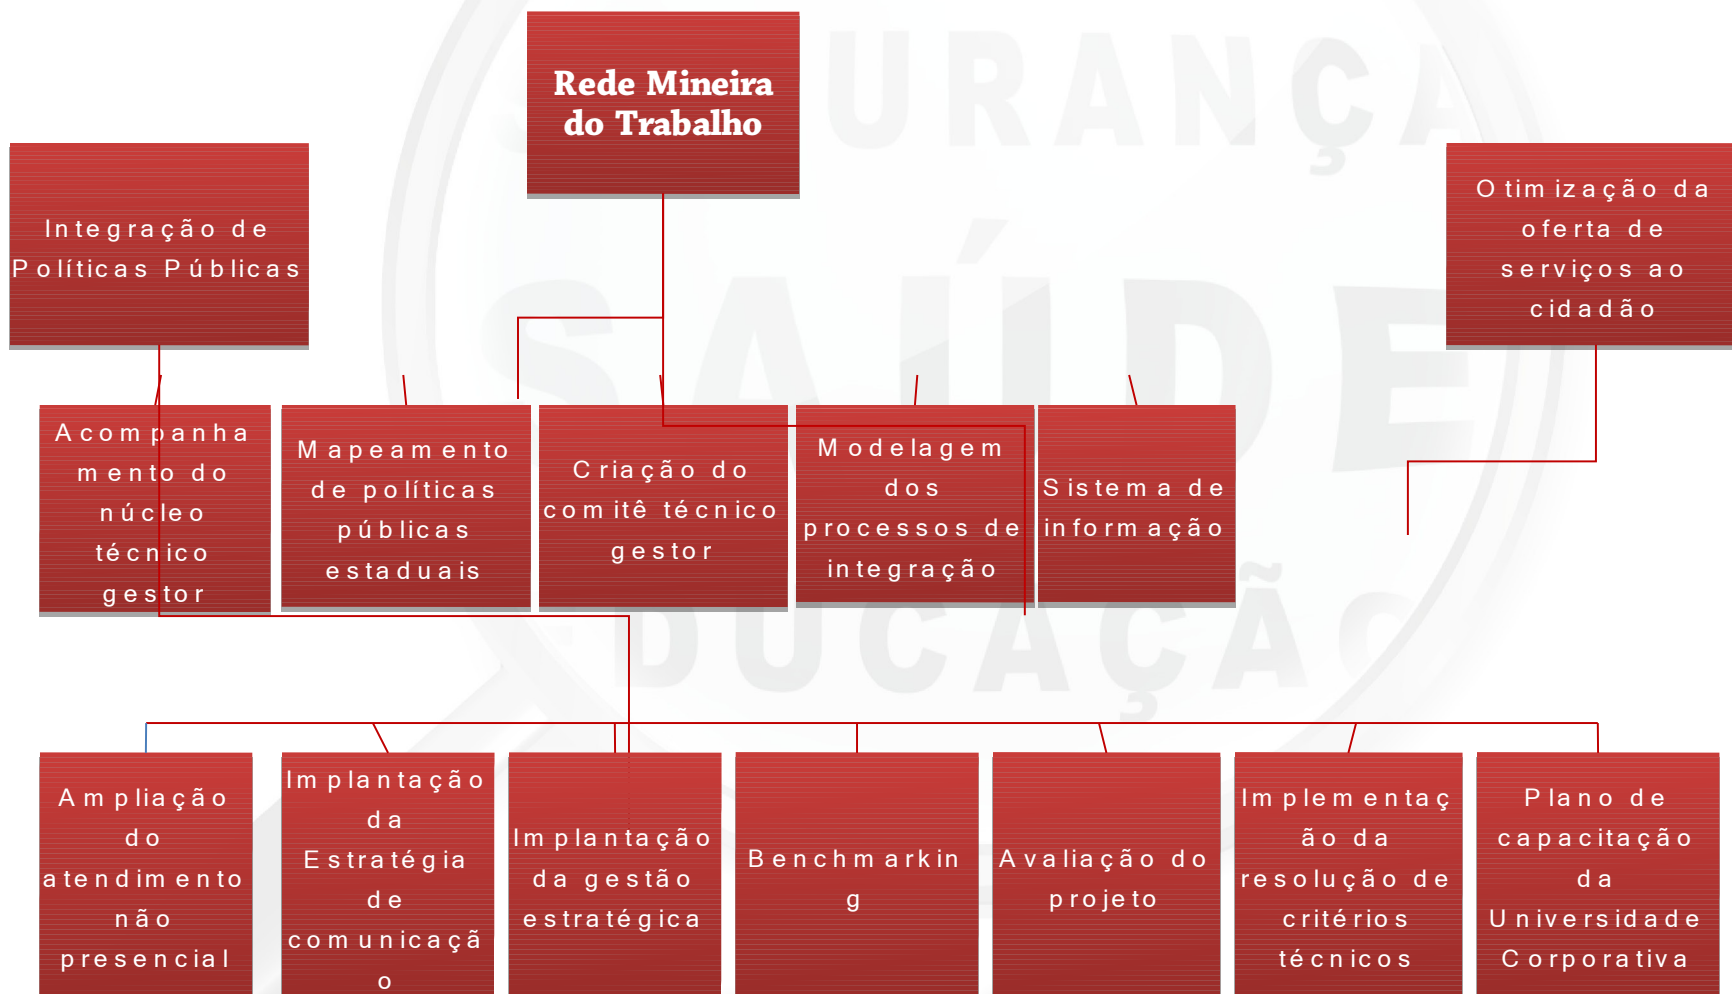 Rede Mineira
do Trabalho
Integração de
Políticas Públicas
Otimização da
oferta de
serviços ao
cidadão
Acompanha
mento do
núcleo
técnico
gestor
Mapeamento
de políticas
públicas
estaduais
Criação do
comitê técnico
gestor
Modelagem
dos
processos de
integração
Sistema de
informação
Ampliação
do
atendimento
não
presencial
Implantação
da
Estratégia
de
comunicaçã
o
Implantação
da gestão
estratégica
Benchmarkin
g
Avaliação do
projeto
Implementaç
ão da
resolução de
critérios
técnicos
Plano de
capacitação
da
Universidade
Corporativa
URANÇA
SAÚDE
EDUCAÇÃO